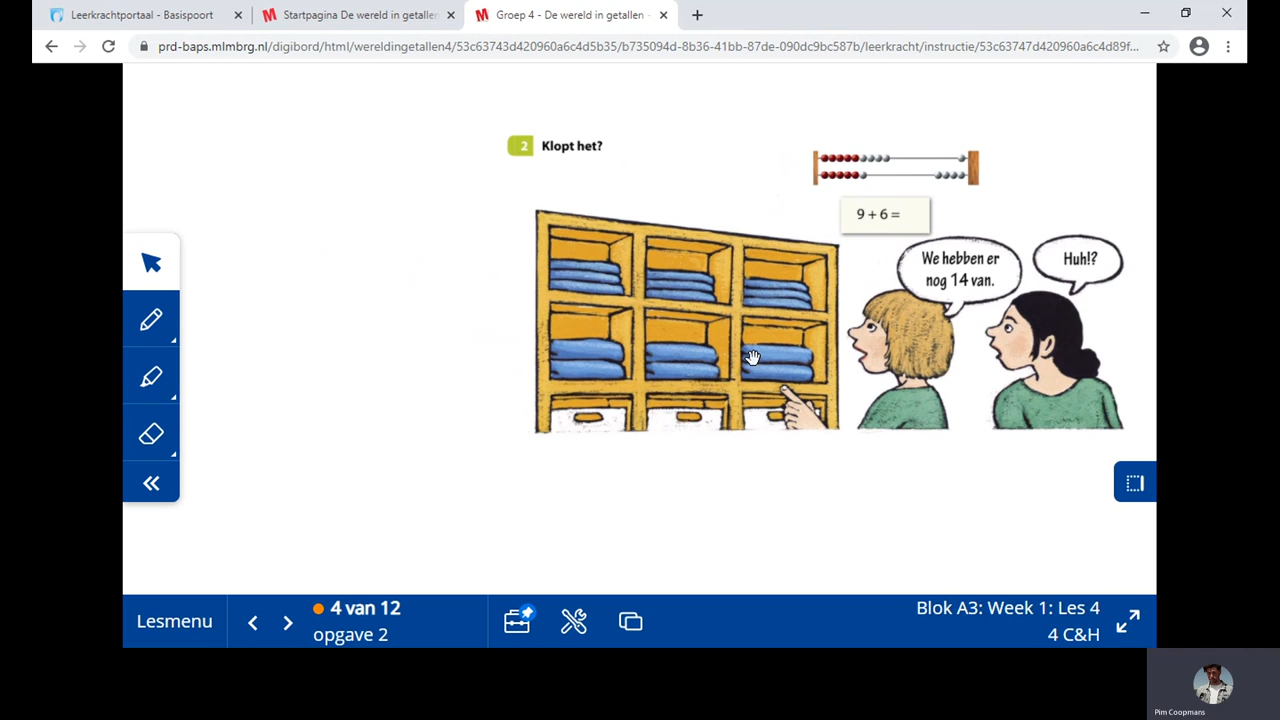 Leerkrachtportaal - Basispoort
Startpagina De wereld in getallen
Groep 4 - De wereld in getallen -
prd-baps.mlmbrg.nl/digibord/html/wereldingetallen4/53c63743d420960a6c4d5b35/b735094d-8b36-41bb-87de-090dc9bc587b/leerkracht/instructie/53c63747d420960a6c4d89f...
2 Klopt het?
9 + 6 =
We hebben er
nog 14 van.
Huh!?
Lesmenu
4 van 12
opgave 2
Blok A3: Week 1: Les 4
4 C&H
Pim Coopmans